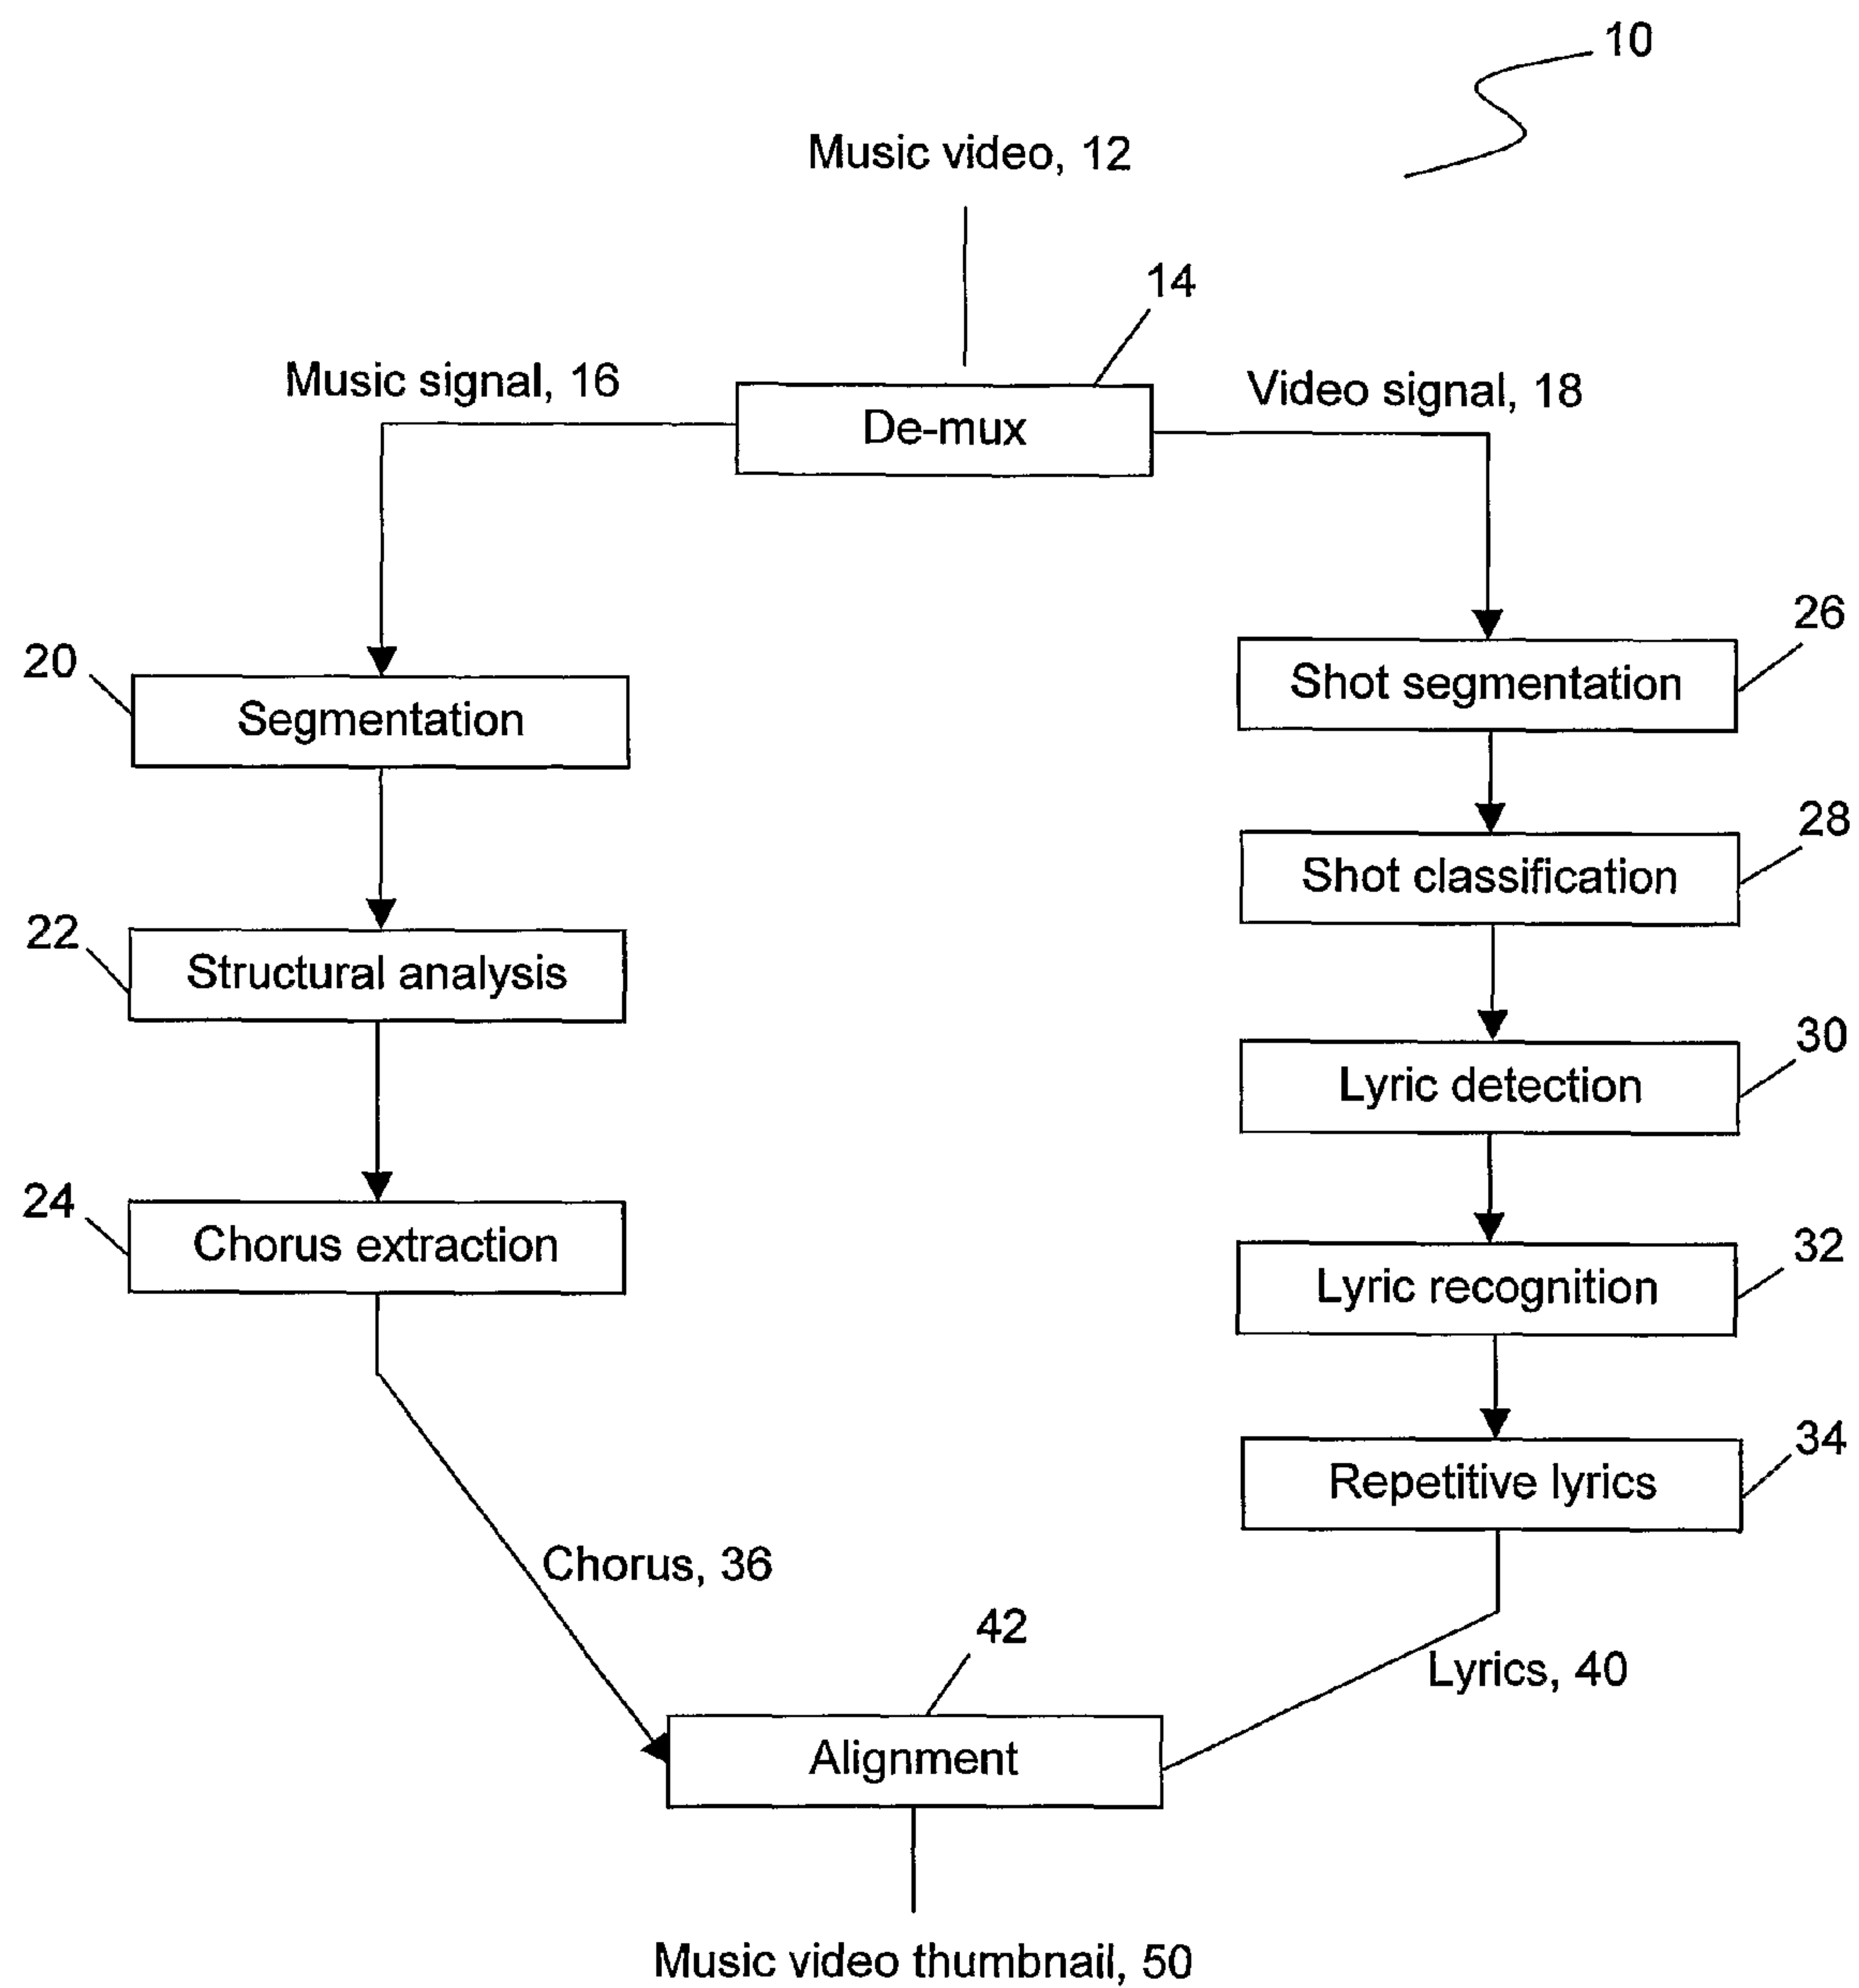 10
Music video, 12
14
Music signal, 16
De-mux
Video signal, 18
20
Segmentation
26
Shot segmentation
28
Shot classification
22
Structural analysis
30
Lyric detection
24
Chorus extraction
32
Lyric recognition
34
Repetitive lyrics
Chorus, 36
42
Lyrics, 40
Alignment
Music video thumbnail, 50